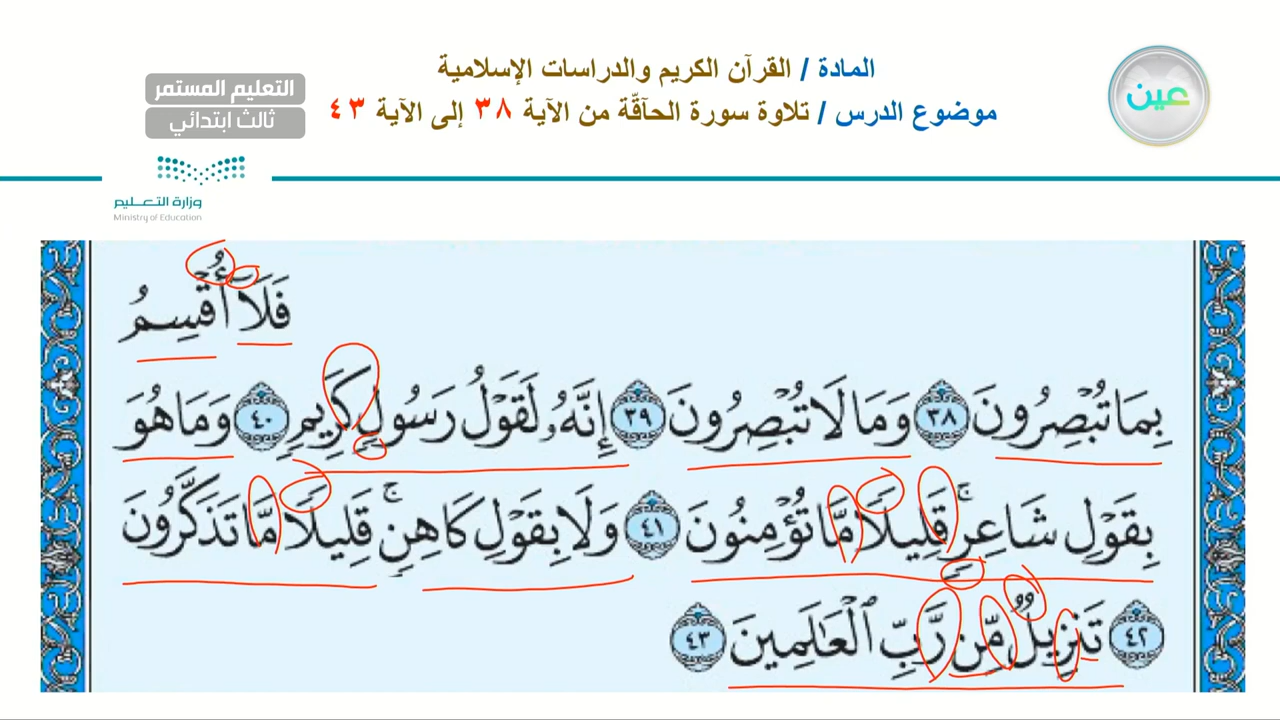 المادة / القرآن الكريم والدراسات الإسلامية
موضوع الدرس / تلاوة سورة الحآقّة من الآية ٣٨ إلى الآية ٤٣
عين
التعليم المستمر
ثالث ابتدائي
وزارة التعـــليم
Ministry of Education
فَلَآ أُقۡسِمُ
بِمَا تُبۡصِرُونَ ٣٨ وَمَا لَا تُبۡصِرُونَ ٣٩ إِنَّهُۥ لَقَوۡلُ رَسُولٖ كَرِيمٖ ٤٠ وَمَا هُوَ
بِقَوۡلِ شَاعِرٖۚ قَلِيلٗا مَّا تُؤۡمِنُونَ ٤١ وَلَا بِقَوۡلِ كَاهِنٖۚ قَلِيلٗا مَّا تَذَكَّرُونَ
٤٢ تَنزِيلٞ مِّن رَّبِّ ٱلۡعَٰلَمِينَ ٤٣